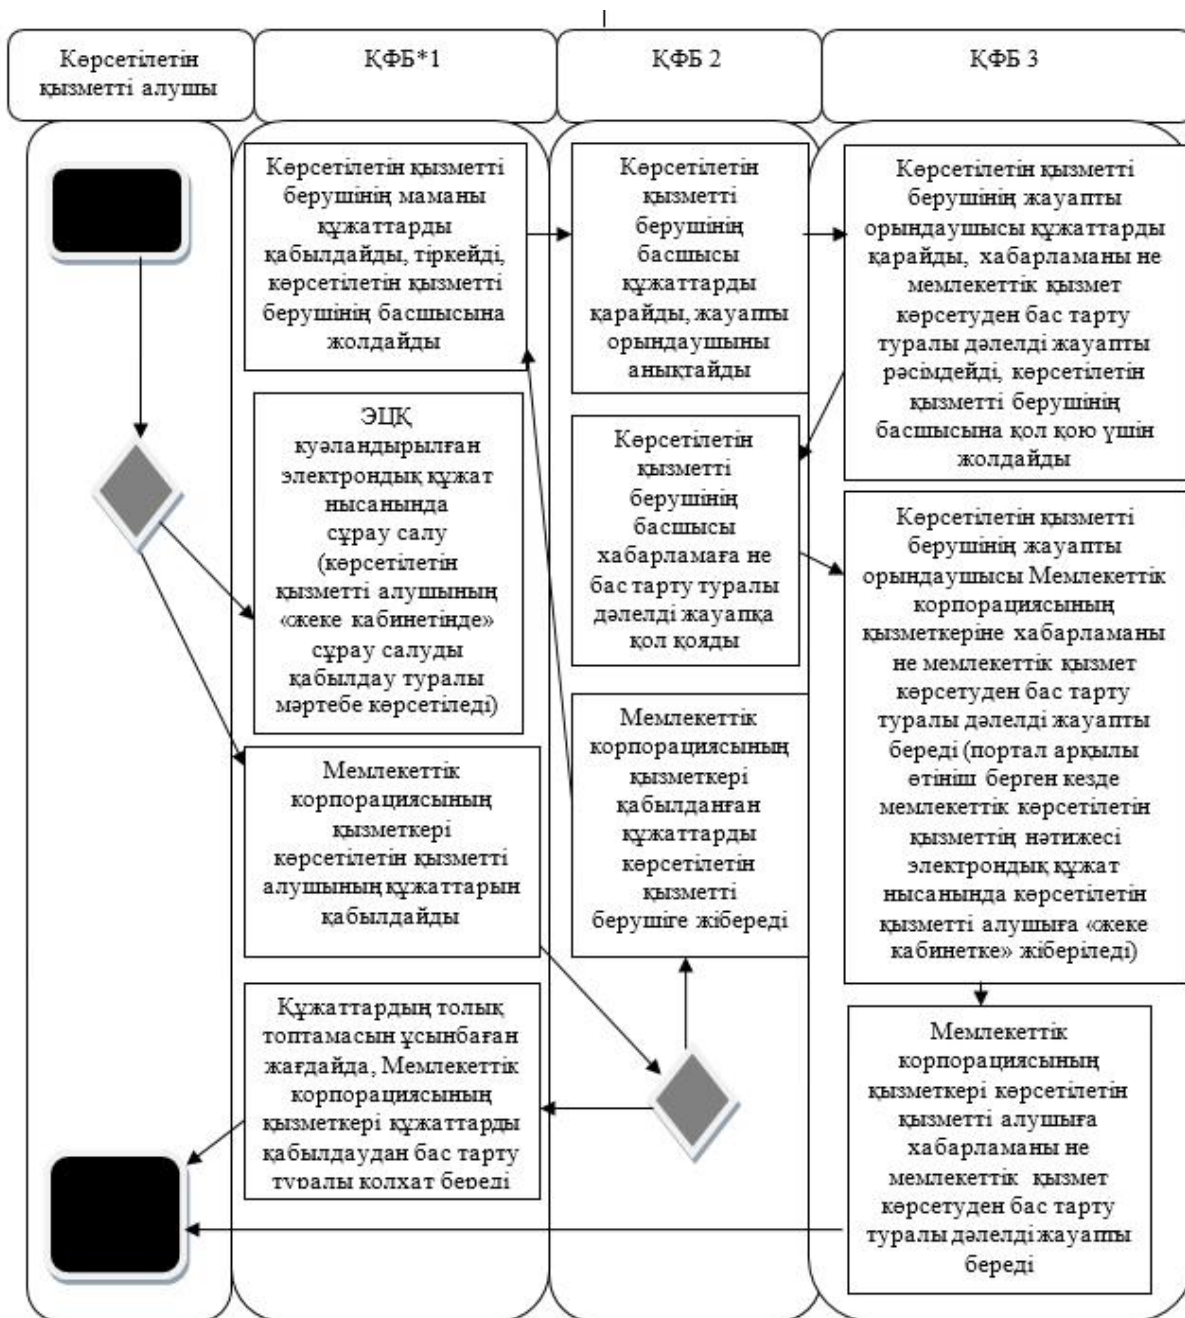 Көрсетілетін
қызметті алушы
ҚФБ*1
ҚФБ 2
ҚФБ 3
Көрсетілетін қызметті
берушінің маманы
құжаттарды
қабылдайды, тіркейді,
көрсетілетін қызметті
берушінің басшысына
жолдайды
ЭЦҚ
куәландырылған
электрондық құжат
нысанында
сұрау салу
(көрсетілетін
қызметті алушының
«жеке кабинетінде»
сұрау салуды
қабылдау туралы
мәртебе көрсетіледі)
Мемлекеттік
корпорациясының
қызметкері
көрсетілетін қызметті
алушының құжаттарын
қабылдайды
Құжаттардың толық
топтамасын ұсынбаған
жағдайда, Мемлекеттік
корпорациясының
қызметкері құжаттарды
қабылдаудан бас тарту
туралы қолхат береді
Көрсетілетін
қызметті
берушінің
басшысы
құжаттарды
қарайды, жауапты
орындаушыны
анықтайды
Көрсетілетін
қызметті
берушінің
басшысы
хабарламаға не
бас тарту туралы
дәлелді жауапқа
қол қояды
Мемлекеттік
корпорациясының
қызметкері
қабылданған
құжаттарды
көрсетілетін
қызметті
берушіге жібереді
Көрсетілетін қызметті
берушінің жауапты
орындаушысы құжаттарды
қарайды, хабарламаны не
мемлекеттік қызмет
көрсетуден бас тарту
туралы дәлелді жауапты
рәсімдейді, көрсетілетін
қызметті берушінің
басшысына қол қою үшін
жолдайды
Көрсетілетін қызметті
берушінің жауапты
орындаушысы Мемлекеттік
корпорациясының
қызметкеріне хабарламаны
не мемлекеттік қызмет
көрсетуден бас тарту
туралы дәлелді жауапты
береді (портал арқылы
өтініш берген кезде
мемлекеттік көрсетілетін
қызметтің нәтижесі
электрондық құжат
нысанында көрсетілетін
қызметті алушыға «жеке
кабинетке» жіберіледі)
Мемлекеттік
корпорациясының
қызметкері көрсетілетін
қызметті алушыға
хабарламаны не
мемлекеттік қызмет
көрсетуден бас тарту
туралы дәлелді жауапты
береді